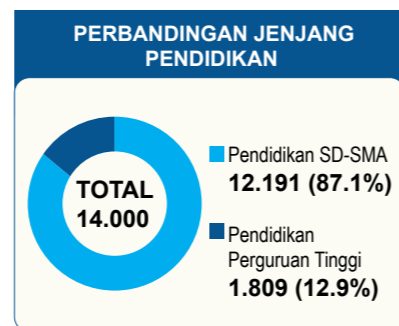 PERBANDINGAN JENJANG
PENDIDIKAN
TOTAL
14.000
Pendidikan SD-SMA
12.191 (87.1%)
Pendidikan
Perguruan Tinggi
1.809 (12.9%)